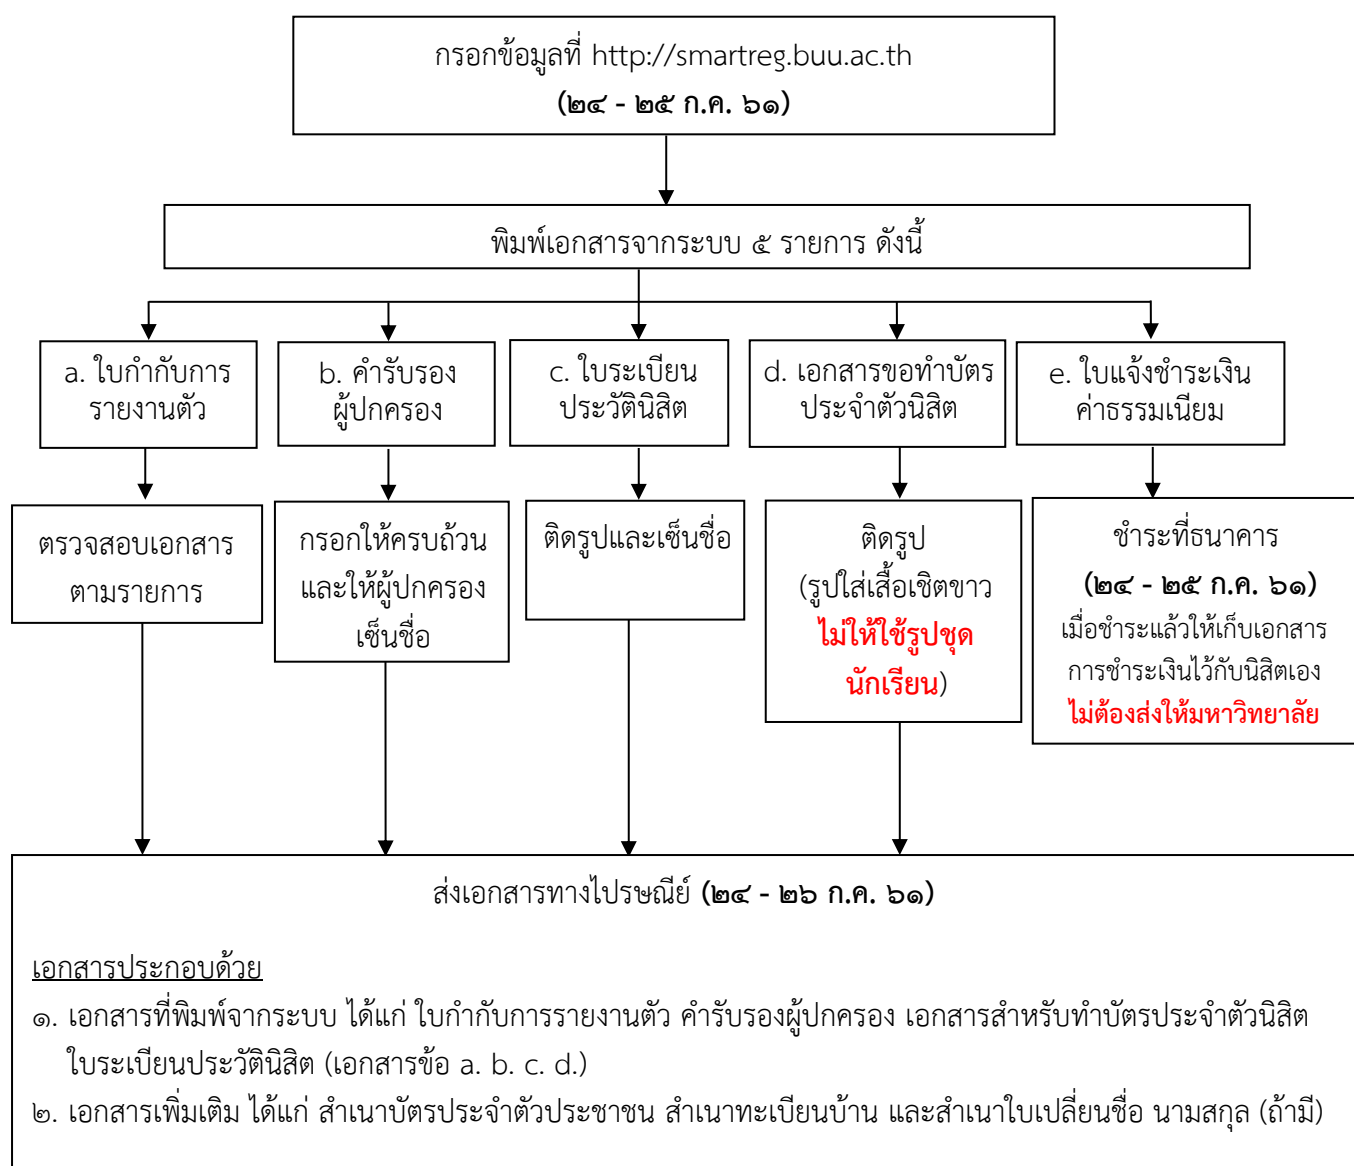 กรอกข้อมูลที่ http://smartreg.buu.ac.th
(๒๔ - ๒๕ ก.ค. ๖๑)
พิมพ์เอกสารจากระบบ ๕ รายการ ดังนี้
a. ใบกำกับการ
รายงานตัว
b. คำรับรอง
ผู้ปกครอง
c. ใบระเบียน
ประวัตินิสิต
d. เอกสารขอทำบัตร
ประจำตัวนิสิต
e. ใบแจ้งชำระเงิน
ค่าธรรมเนียม
ตรวจสอบเอกสาร
ตามรายการ
กรอกให้ครบถ้วน
และให้ผู้ปกครอง
เซ็นชื่อ
ติดรูปและเซ็นชื่อ
ติดรูป
(รูปใส่เสื้อเชิตขาว
ไม่ให้ใช้รูปชุด
นักเรียน)
ชำระที่ธนาคาร
(๒๔ - ๒๕ ก.ค. ๖๑)
เมื่อชำระแล้วให้เก็บเอกสาร
การชำระเงินไว้กับนิสิตเอง
ไม่ต้องส่งให้มหาวิทยาลัย
ส่งเอกสารทางไปรษณีย์ (๒๔ - ๒๖ ก.ค. ๖๑)
เอกสารประกอบด้วย
๑. เอกสารที่พิมพ์จากระบบ ได้แก่ ใบกำกับการรายงานตัว คำรับรองผู้ปกครอง เอกสารสำหรับทำบัตรประจำตัวนิสิต
ใบระเบียนประวัตินิสิต (เอกสารข้อ a. b. c. d.)
๒. เอกสารเพิ่มเติม ได้แก่ สำเนาบัตรประจำตัวประชาชน สำเนาทะเบียนบ้าน และสำเนาใบเปลี่ยนชื่อ นามสกุล (ถ้ามี)